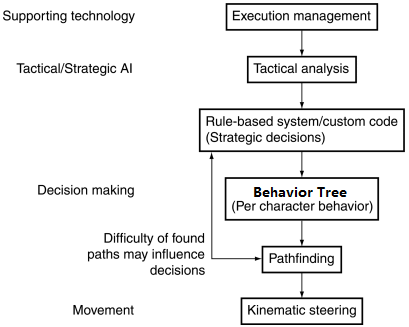 Supporting technology
Execution management
Tactical/Strategic AI
Tactical analysis
Rule-based system/custom code
(Strategic decisions)
Decision making
Behavior Tree
(Per character behavior)
Difficulty of found
paths may influence
decisions
Pathfinding
Movement
Kinematic steering